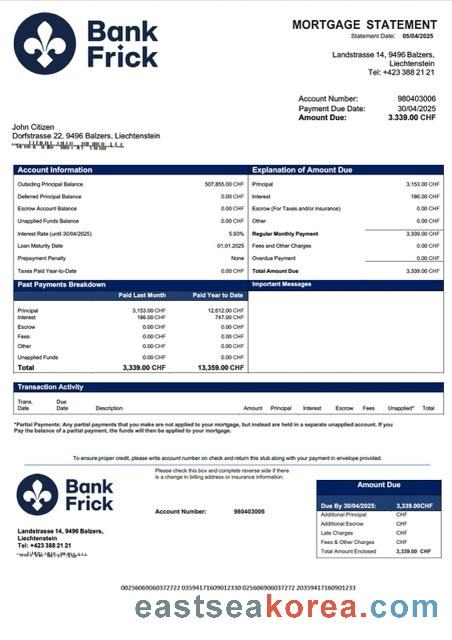 Bank
Frick
MORTGAGE STATEMENT
Statement Date: 05/04/2025
Landstrasse 14, 9496 Balzers,
Liechtenstein
Tel: +423 388 21 21
Account Number: 980403006
Payment Due Date: 30/04/2025
Amount Due: 3.339.00 CHF
John Citizen
Dorfstrasse 22, 9496 Balzers, Liechtenstein
Account Information
Outsiding Principal Balance 507,855.00 CHF
Deferred Principal Balance 0.00 CHF
Escrow Account Balance 0.00 CHF
Unapplied Funds Balance 0.00 CHF
Interest Rate (until 30/04/2025) 5.93%
Loan Maturity Date 01.01.2025
Prepayment Penalty None
Taxes Paid Year-to-Date 0.00 CHF
Explanation of Amount Due
Principal 3,153.00 CHF
Interest 186.00 CHF
Escrow (For Taxes and/or insurance) 0.00 CHF
Other 0.00 CHF
Regular Monthly Payment 3,339.00 CHF
Fees and Other Charges 0.00 CHF
Overdue Payment 0.00 CHF
Total Amount Due 3,339.00 CHF
Past Payments Breakdown
Paid Last Month Paid Year to Date
Principal 3,153.00 CHF 12,612.00 CHF
Interest 186.00 CHF 747.00 CHF
Escrow 0.00 CHF 0.00 CHF
Fees 0.00 CHF 0.00 CHF
Other 0.00 CHF 0.00 CHF
Unapplied Funds 0.00 CHF 0.00 CHF
Total 3,339.00 CHF 13,359.00 CHF
Important Messages
Transaction Activity
Trans. Date Due Date Description Amount Principal Interest Escrow Fees Unapplied* Total
*Partial Payments: Any partial payments that you make are not applied to your mortgage, but instead are held in a separate unapplied account. If you
Pay the balance of a partial payment, the funds will then be applied to your mortgage.
To ensure proper credit, please write account number on check and return this stub along with your payment in envelope provided.
Bank
Frick
Please check this box and complete reverse side if there
is a change in billing address or insurance information.
Account Number: 980403006
Landstrasse 14, 9496 Balzers,
Liechtenstein
Tel: +423 388 21 21
Amount Due
Due By 30/04/2025: 3,339.00CHF
Additional Principal CHF
Additional Escrow CHF
Late Charges CHF
Fees & Other Charges CHF
Total Amount Enclosed 3,339.00 CHF
00256069060372722 03594171609012330 02560690637272 20359417160901233
eastseakorea.com